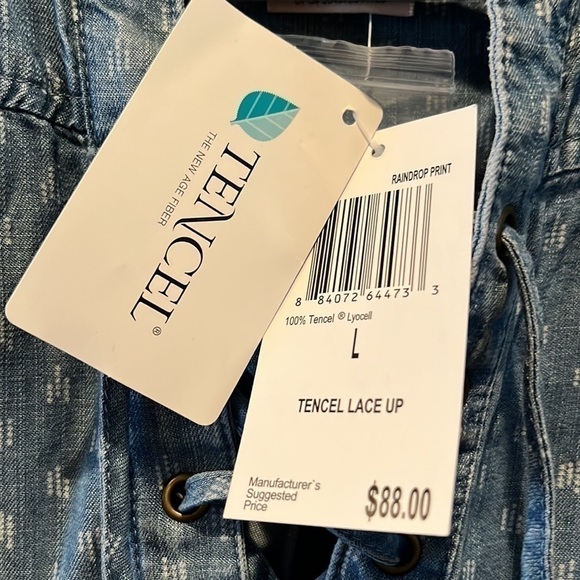 TENCEL®
THE NEW AGE FIBER
RAINDROP PRINT
8 84072 64473 3
100% Tencel ® Lyocell
L
TENCEL LACE UP
Manufacturer`s
Suggested
Price
$88.00